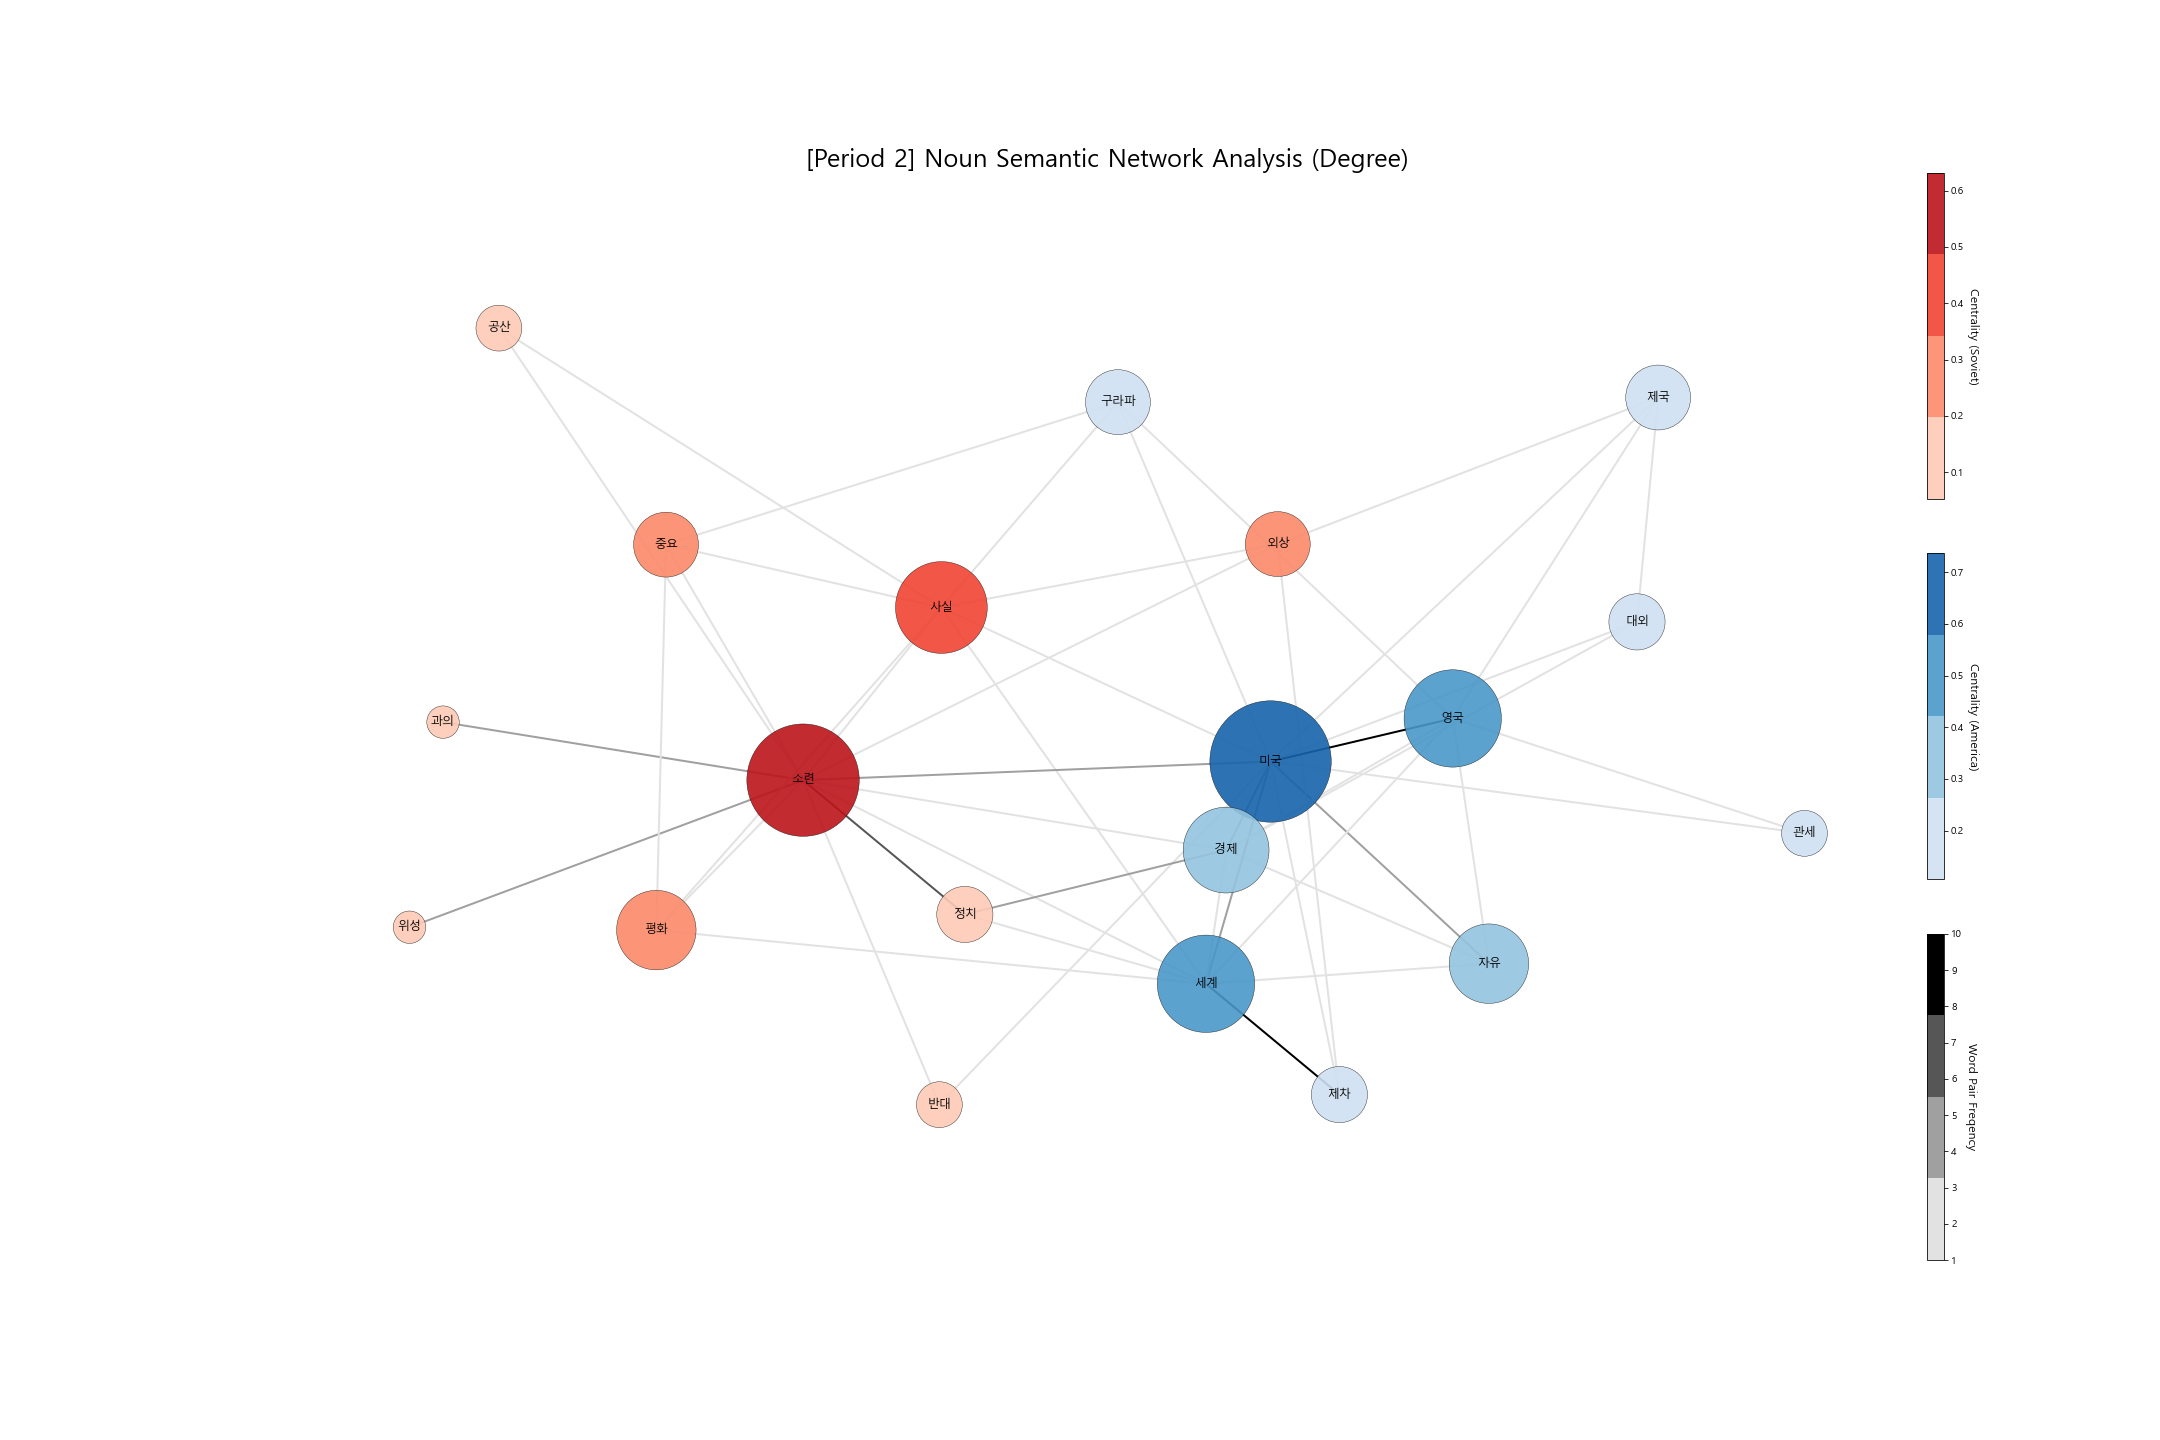 [Period 2] Noun Semantic Network Analysis (Degree)
공산
구라파
제국
중요
외상
사실
대외
과의
영국
미국
소련
관세
경제
정치
위성
평화
자유
세계
제차
반대
0.6
0.5
0.4
0.3
0.2
0.1
Centrality (Soviet)
0.7
0.6
0.5
0.4
0.3
0.2
Centrality (America)
10
9
8
7
6
5
4
3
2
1
Word Pair Freqency